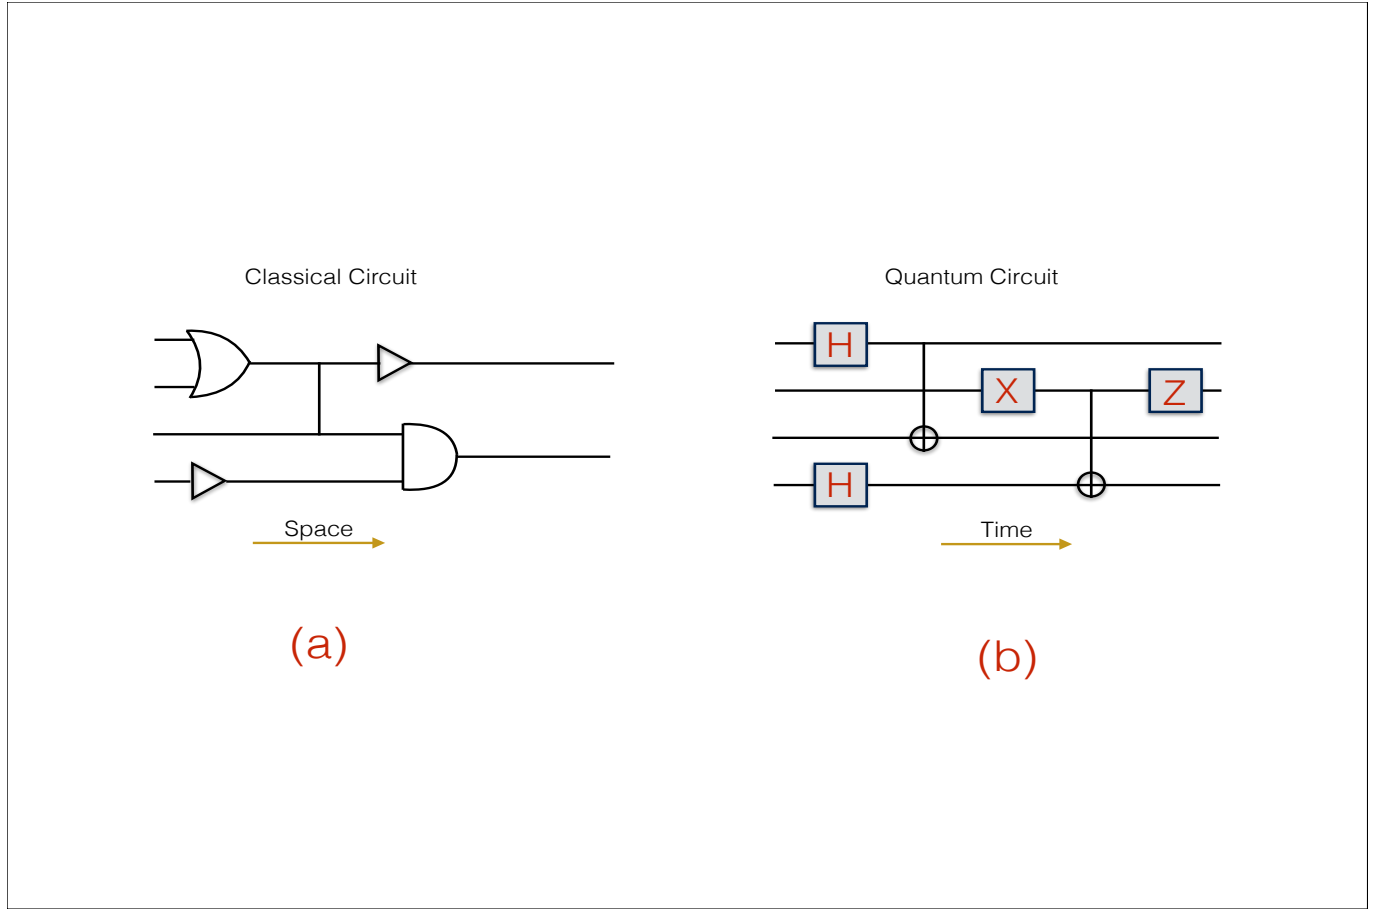 Classical Circuit
Space
(a)
Quantum Circuit
H
X
Z
H
Time
(b)